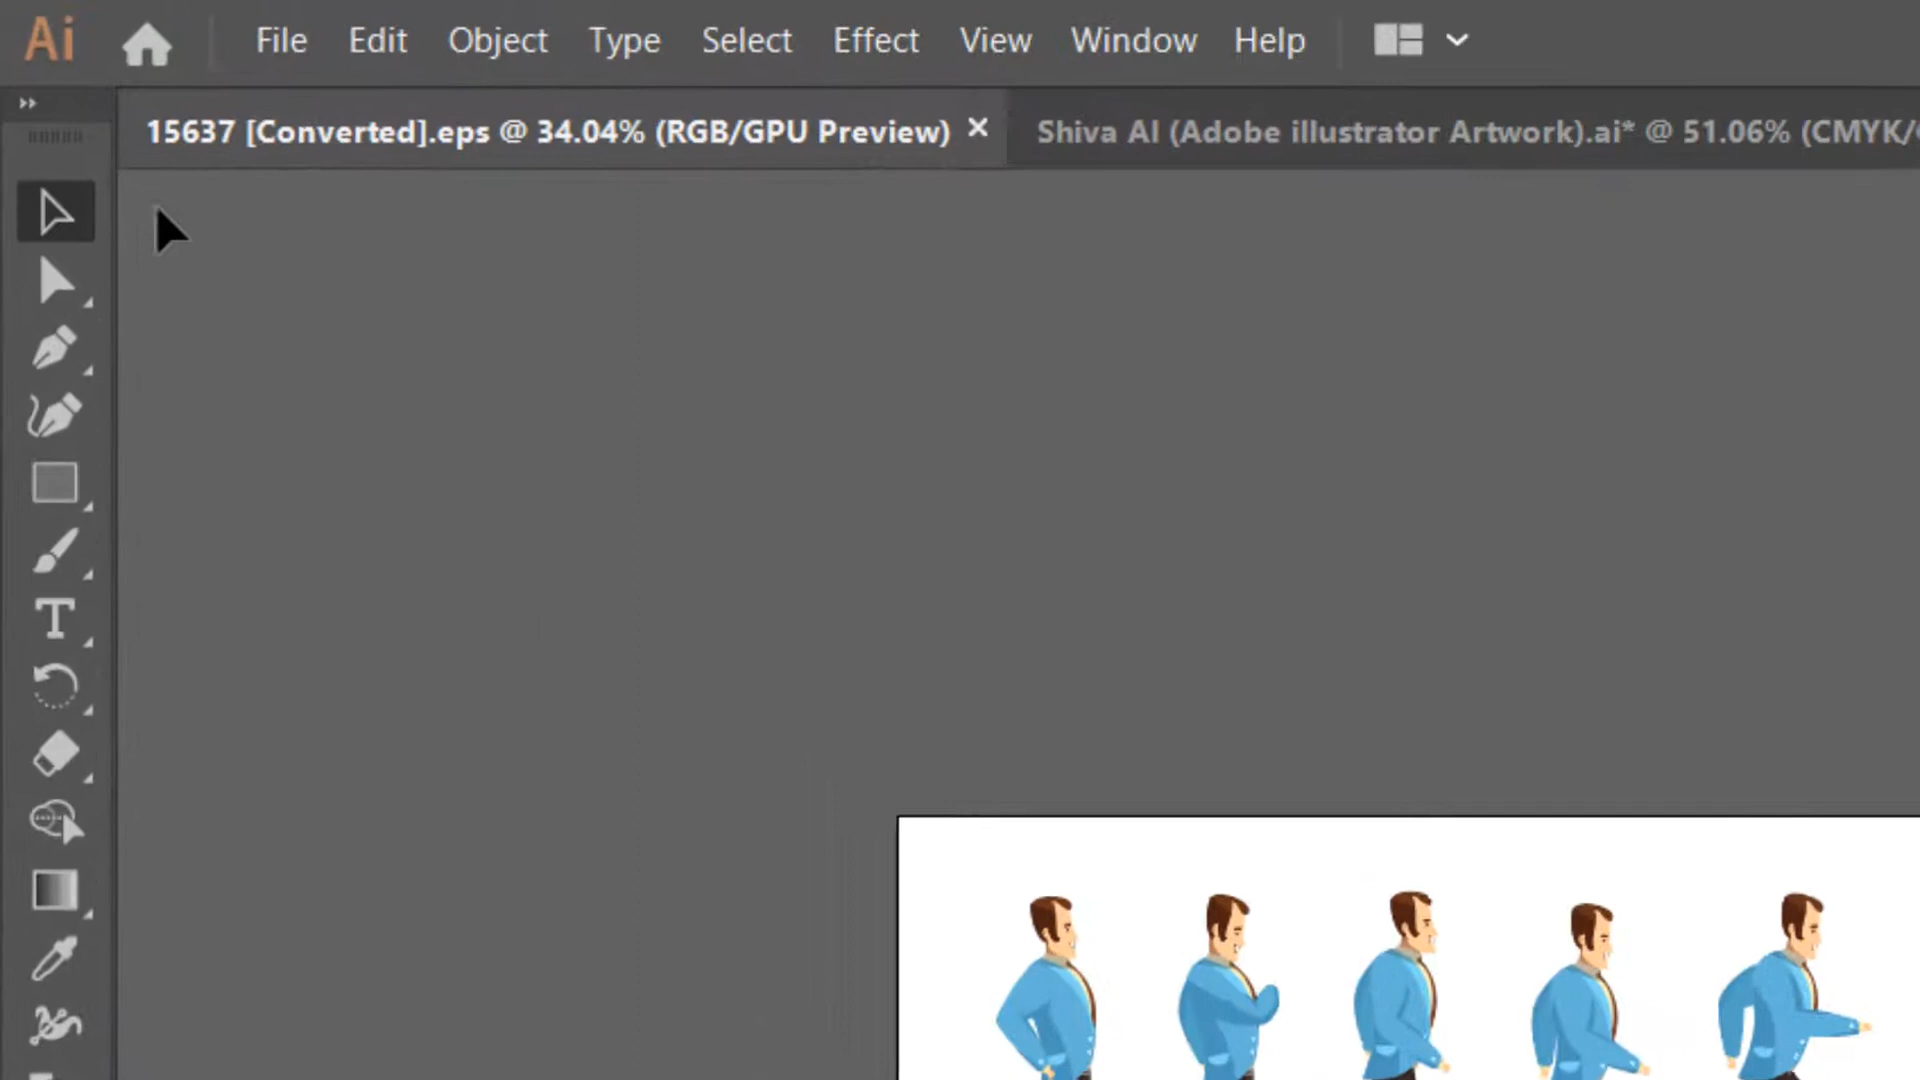 Ai File Edit Object Type Select Effect View Window Help
15637 [Converted].eps @ 34.04% (RGB/GPU Preview) × Shiva AI (Adobe illustrator Artwork).ai* @ 51.06% (CMYK/
T